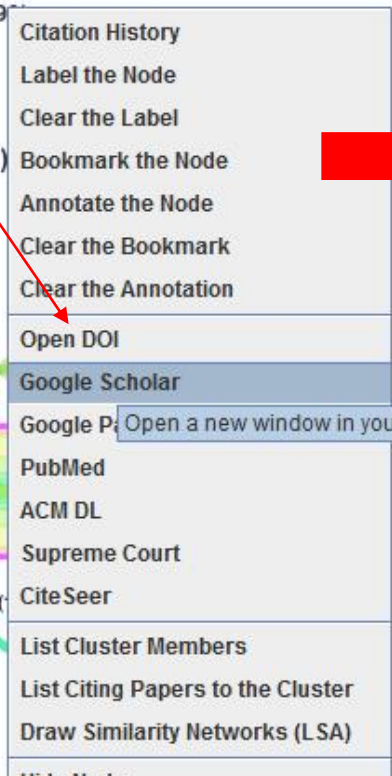 Citation History
Label the Node
Clear the Label
Bookmark the Node
Annotate the Node
Clear the Bookmark
Clear the Annotation
Open DOI
Google Scholar
Google
Open a new window in you
PubMed
ACM DL
Supreme Court
CiteSeer
List Cluster Members
List Citing Papers to the Cluster
Draw Similarity Networks (LSA)